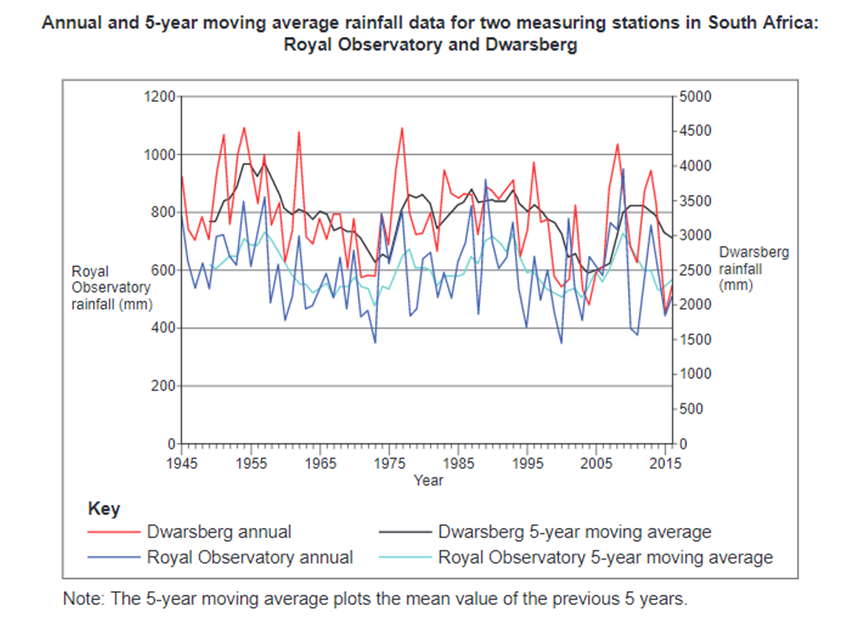 Annual and 5-year moving average rainfall data for two measuring stations in South Africa:
Royal Observatory and Dwarsberg
1200
1000
800
600
400
200
0
Royal
Observatory
rainfall (mm)
5000
4500
4000
3500
3000
2500
2000
1500
1000
500
0
Dwarsberg
rainfall
(mm)
1945 1955 1965 1975 1985 1995 2005 2015
Year
Key
Dwarsberg annual
Dwarsberg 5-year moving average
Royal Observatory annual
Royal Observatory 5-year moving average
Note: The 5-year moving average plots the mean value of the previous 5 years.